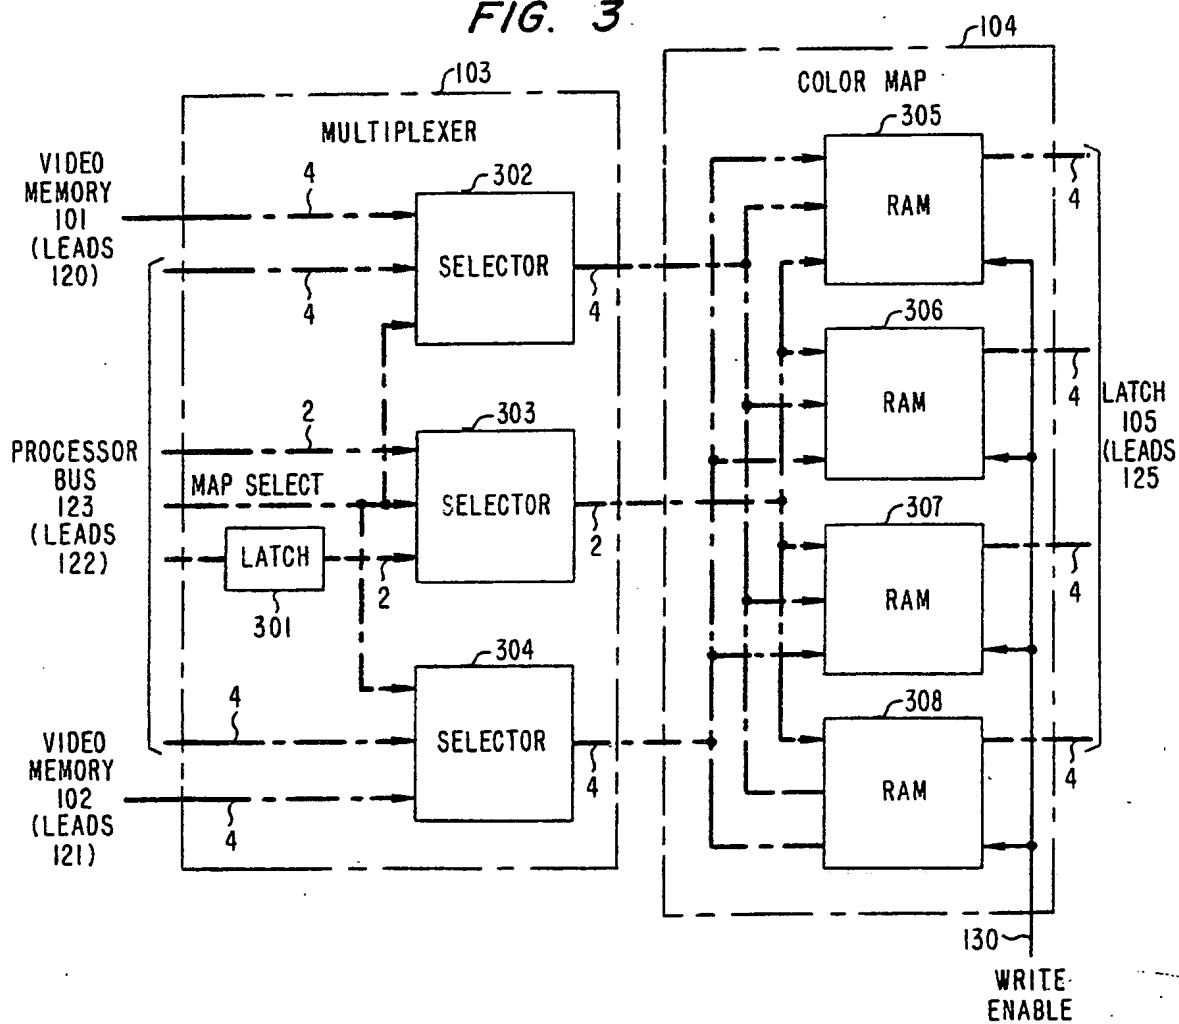 FIG. 3
103
MULTIPLEXER
VIDEO
MEMORY
101
(LEADS
120)
4
4
302
SELECTOR
4
PROCESSOR
BUS
123
(LEADS
122)
2
MAP SELECT
LATCH
301
2
303
SELECTOR
2
304
SELECTOR
4
4
VIDEO
MEMORY
102
(LEADS
121)
4
104
COLOR MAP
305
RAM
4
306
RAM
4
307
RAM
4
308
RAM
4
LATCH
105
(LEADS
125
130
WRITE
ENABLE